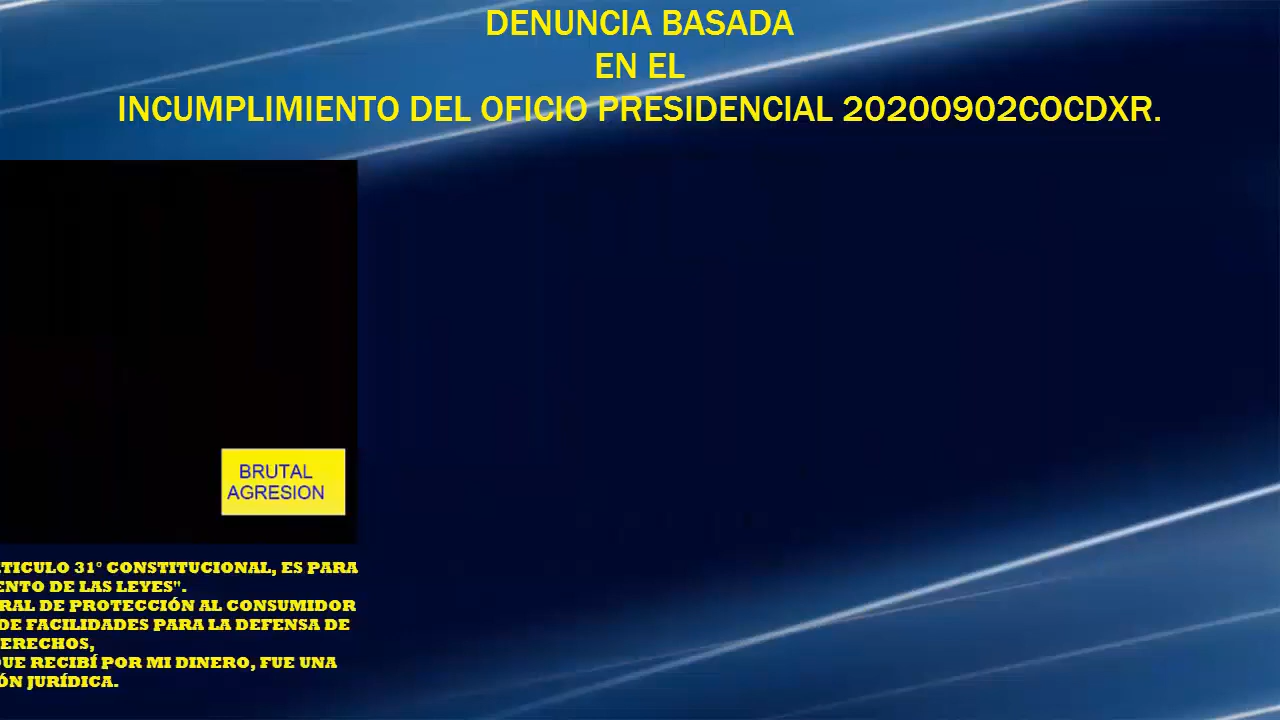 DENUNCIA BASADA
EN EL
INCUMPLIMIENTO DEL OFICIO PRESIDENCIAL 20200902COCDXR.
BRUTAL
AGRESION
TICULO 31° CONSTITUCIONAL, ES PARA
ENTO DE LAS LEYES".
RAL DE PROTECCIÓN AL CONSUMIDOR
DE FACILIDADES PARA LA DEFENSA DE
ERECHOS,
QUE RECIBÍ POR MI DINERO, FUE UNA
ÓN JURÍDICA.